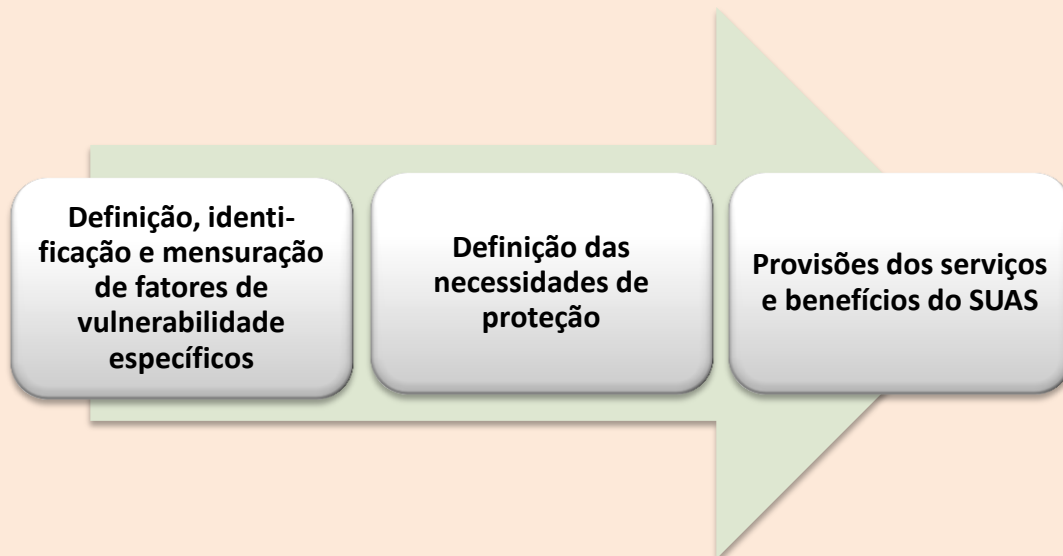 Definição, identi-
ficação e mensuração
de fatores de
vulnerabilidade
específicos
Definição das
necessidades de
proteção
Provisões dos serviços
e benefícios do SUAS